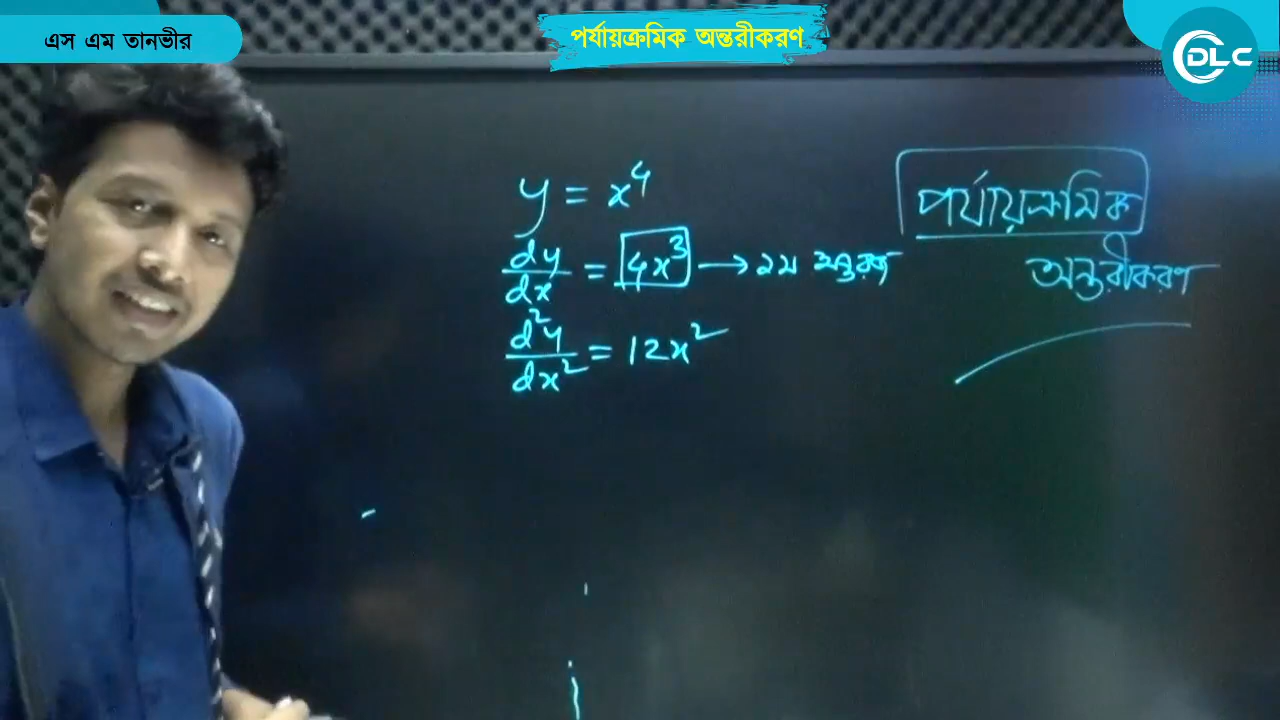 এস এম তানভীর
পর্যায়ক্রমিক অন্তরীকরণ
DLC
y = x⁴
dy/dx = 4x³ → ১ম অন্তরজ
d²y/dx² = 12x²
পর্যায়ক্রমিক
অন্তরীকরণ